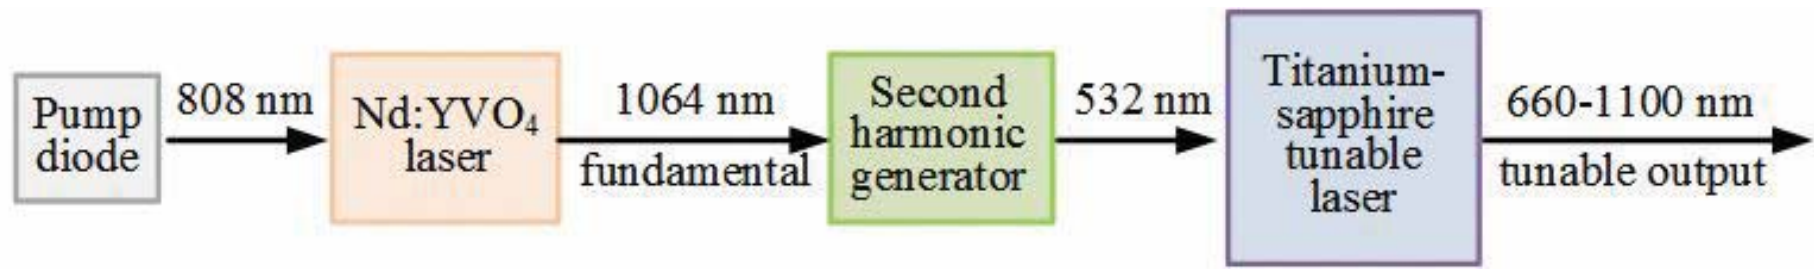 Pump
diode
808 nm
Nd:YVO₄
laser
1064 nm
fundamental
Second
harmonic
generator
532 nm
Titanium-
sapphire
tunable
laser
660-1100 nm
tunable output